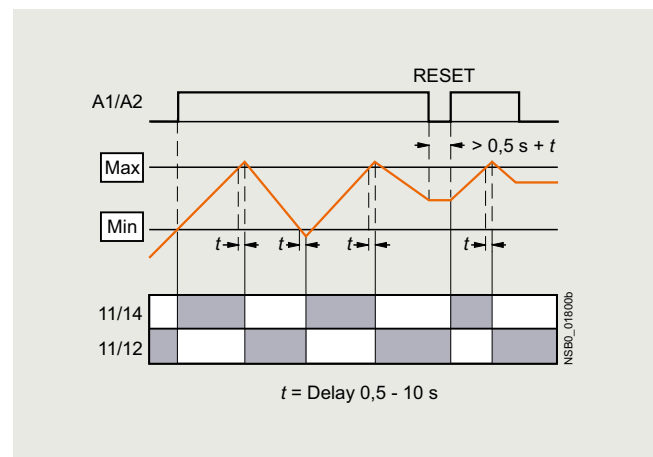 RESET
A1/A2
> 0,5 s + t
Max
Min
t t t t
11/14
11/12
NSB0_01800b
t = Delay 0,5 - 10 s